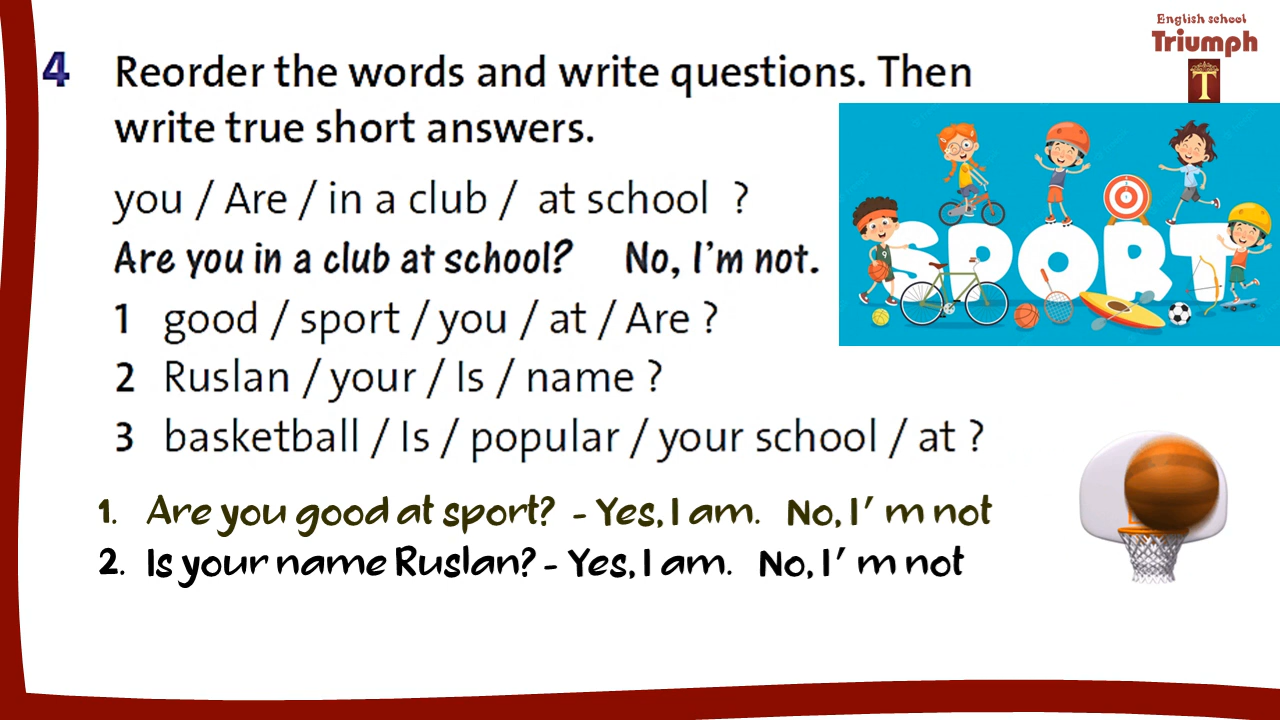 English school
Triumph
T
4 Reorder the words and write questions. Then
write true short answers.
you / Are / in a club / at school ?
Are you in a club at school? No, I'm not.
1 good / sport / you / at / Are ?
2 Ruslan / your / Is / name ?
3 basketball / Is / popular / your school / at ?
SPORT
1. Are you good at sport? - Yes, I am. No, I' m not
2. Is your name Ruslan? - Yes, I am. No, I' m not